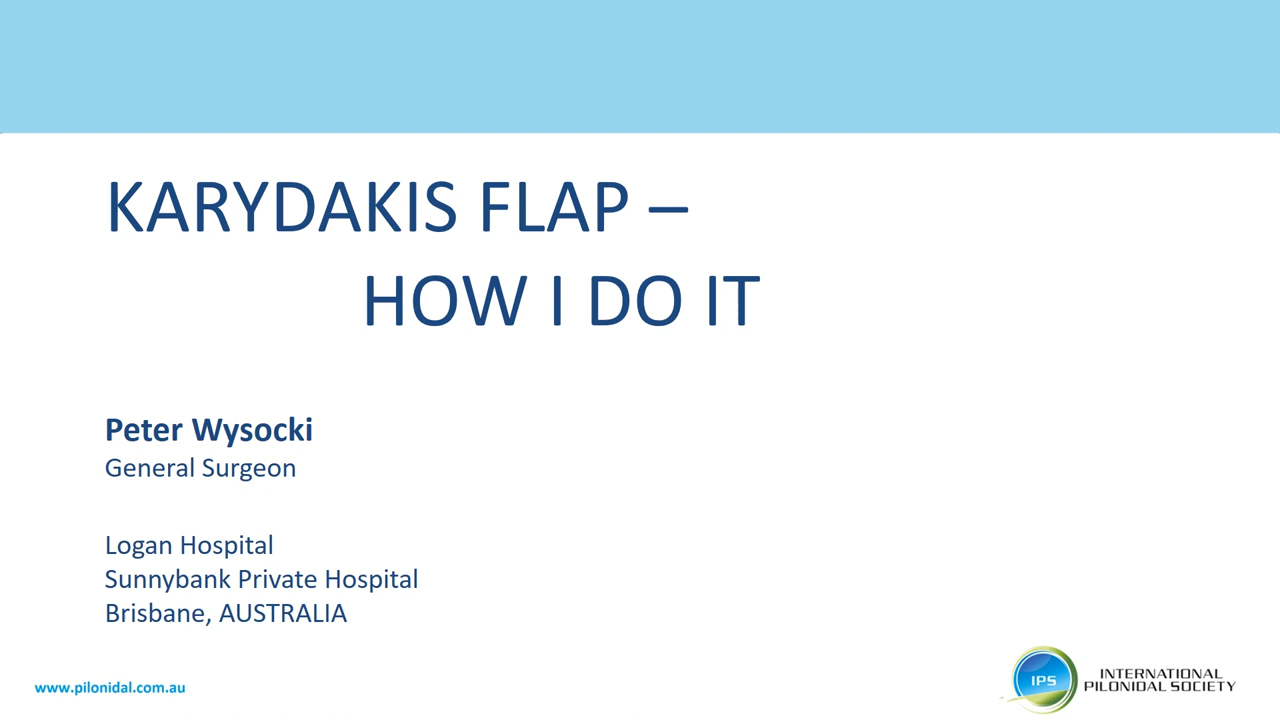 KARYDAKIS FLAP –
HOW I DO IT
Peter Wysocki
General Surgeon
Logan Hospital
Sunnybank Private Hospital
Brisbane, AUSTRALIA
www.pilonidal.com.au
IPS
INTERNATIONAL
PILONIDAL SOCIETY